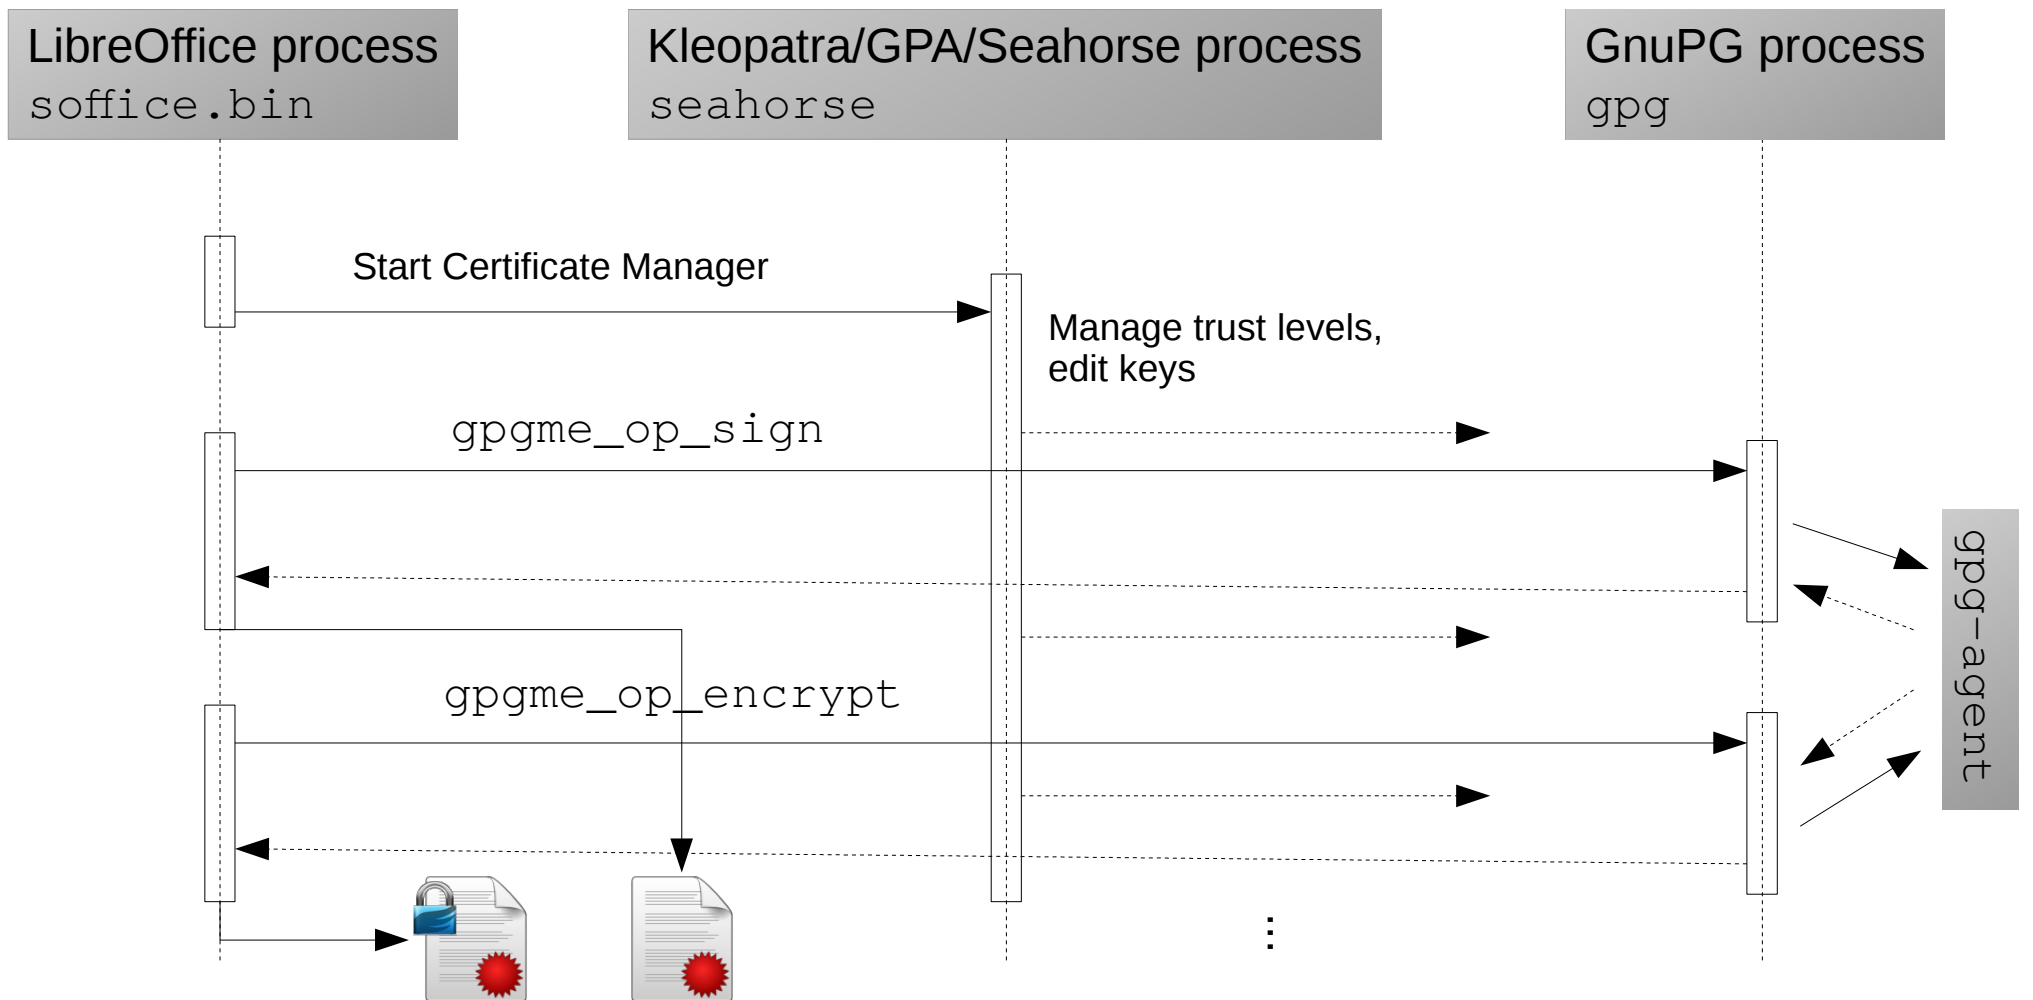 LibreOffice process
soffice.bin
Kleopatra/GPA/Seahorse process
seahorse
GnuPG process
gpg
Start Certificate Manager
Manage trust levels,
edit keys
gpgme_op_sign
gpg-agent
gpgme_op_encrypt
...